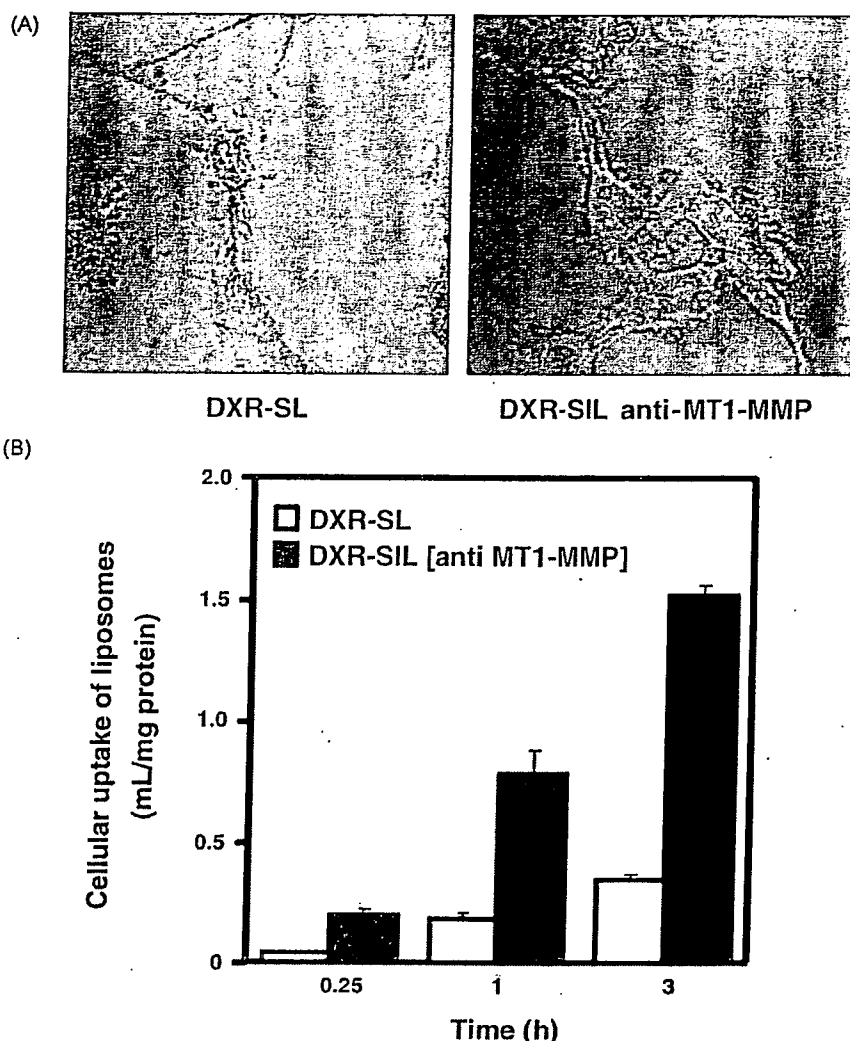 (A)
DXR-SL
DXR-SIL anti-MT1-MMP
(B)
Cellular uptake of liposomes
(mL/mg protein)
2.0
1.5
1.0
0.5
0
DXR-SL
DXR-SIL [anti MT1-MMP]
0.25
1
3
Time (h)